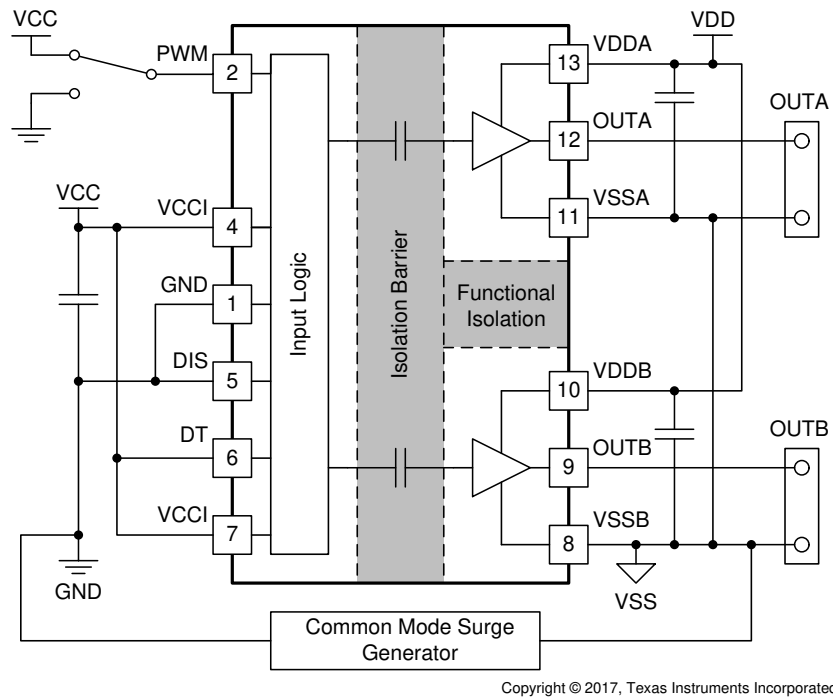 VCC
PWM
2
VCC
VCCI
4
GND
1
DIS
5
DT
6
VCCI
7
GND
Input Logic
Isolation Barrier
Functional
Isolation
VDD
VDDA
13
OUTA
12
VSSA
11
OUTA
VDDB
10
OUTB
9
VSSB
8
OUTB
VSS
Common Mode Surge
Generator
Copyright © 2017, Texas Instruments Incorporated